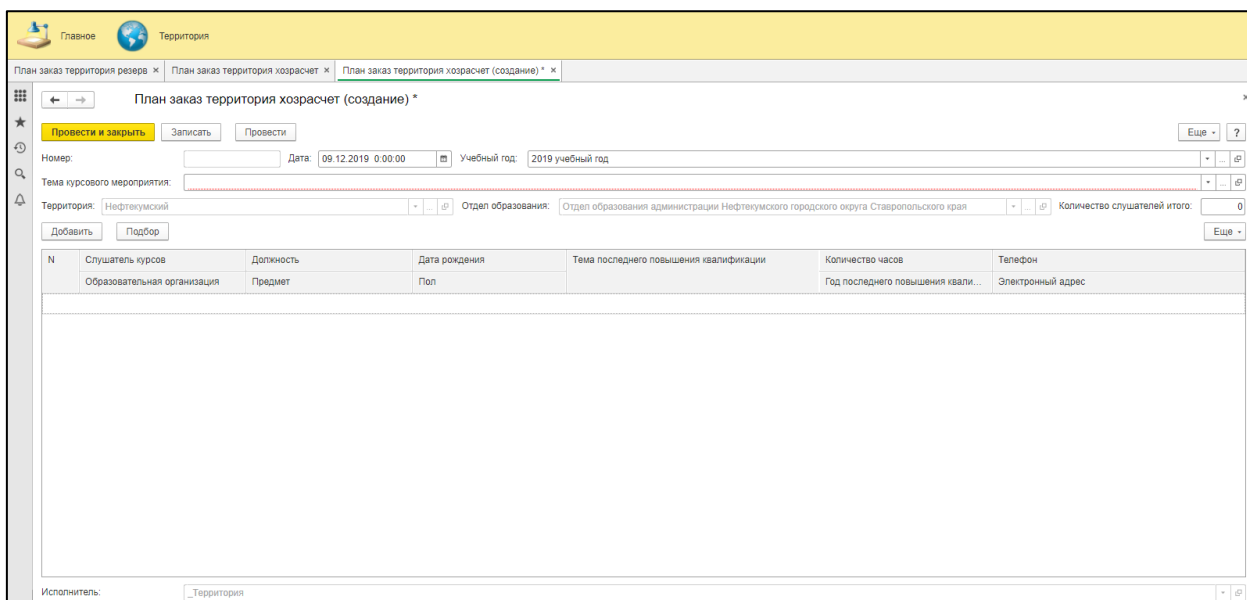 Главное Территория
План заказ территория резерв × План заказ территория хозрасчет × План заказ территория хозрасчет (создание) * ×
План заказ территория хозрасчет (создание) *
Провести и закрыть Записать Провести Еще ?
Номер: Дата: 09.12.2019 0:00:00 Учебный год: 2019 учебный год
Тема курсового мероприятия:
Территория: Нефтекумский Отдел образования: Отдел образования администрации Нефтекумского городского округа Ставропольского края Количество слушателей итого: 0
Добавить Подбор Еще
N Слушатель курсов Должность Дата рождения Тема последнего повышения квалификации Количество часов Телефон
Образовательная организация Предмет Пол Год последнего повышения квали... Электронный адрес
Исполнитель: _Территория